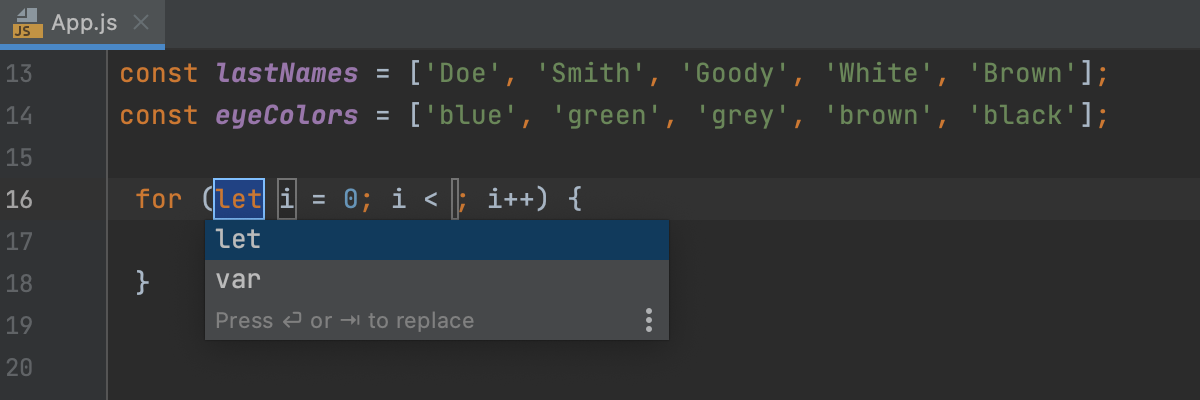 JS App.js
13 const lastNames = ['Doe', 'Smith', 'Goody', 'White', 'Brown'];
14 const eyeColors = ['blue', 'green', 'grey', 'brown', 'black'];
15
16 for (let i = 0; i < ; i++) {
17 let
var
18 }
Press ⏎ or ⇥ to replace
19
20